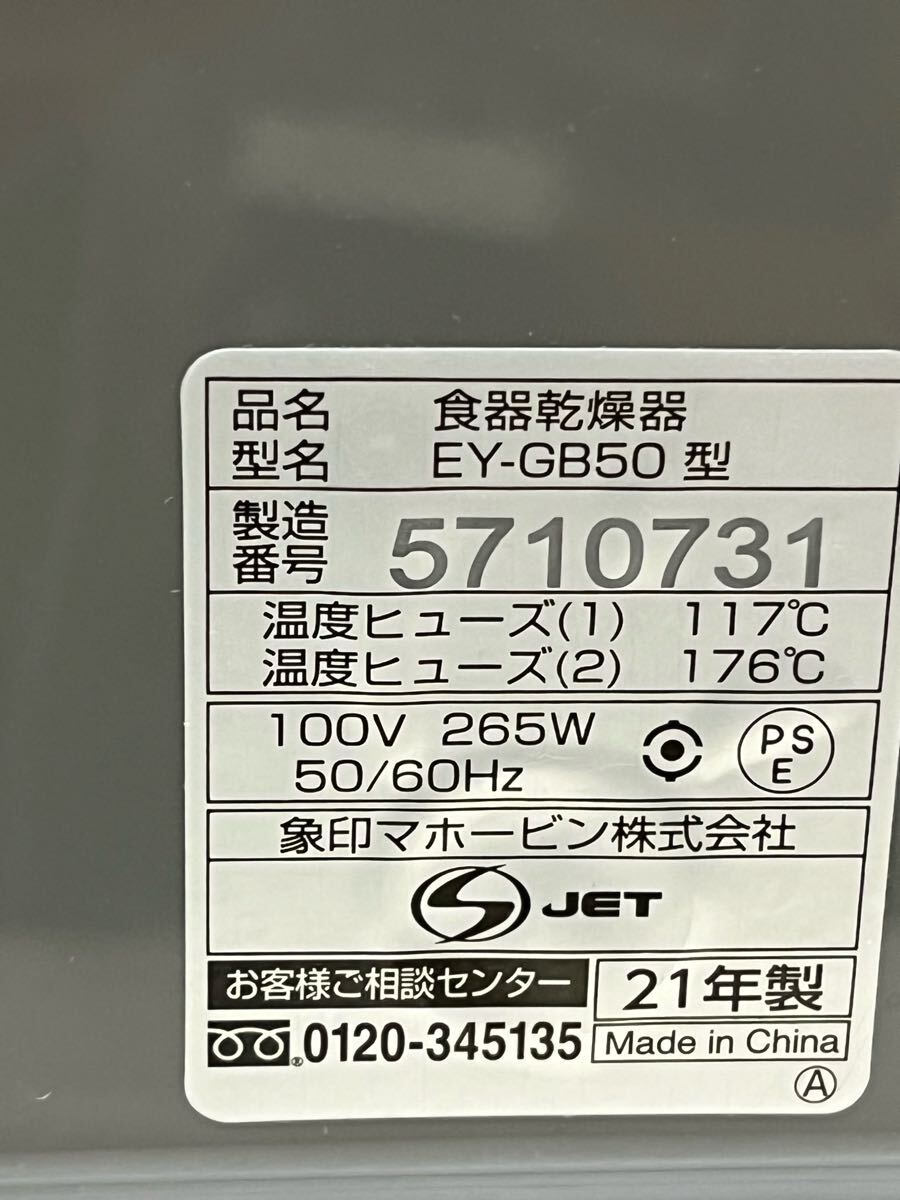 品名 食器乾燥器
型名 EY-GB50 型
製造番号 5710731
温度ヒューズ(1) 117℃
温度ヒューズ(2) 176℃
100V 265W
50/60Hz
PS
E
象印マホービン株式会社
S JET
お客様ご相談センター
0120-345135
21年製
Made in China
A